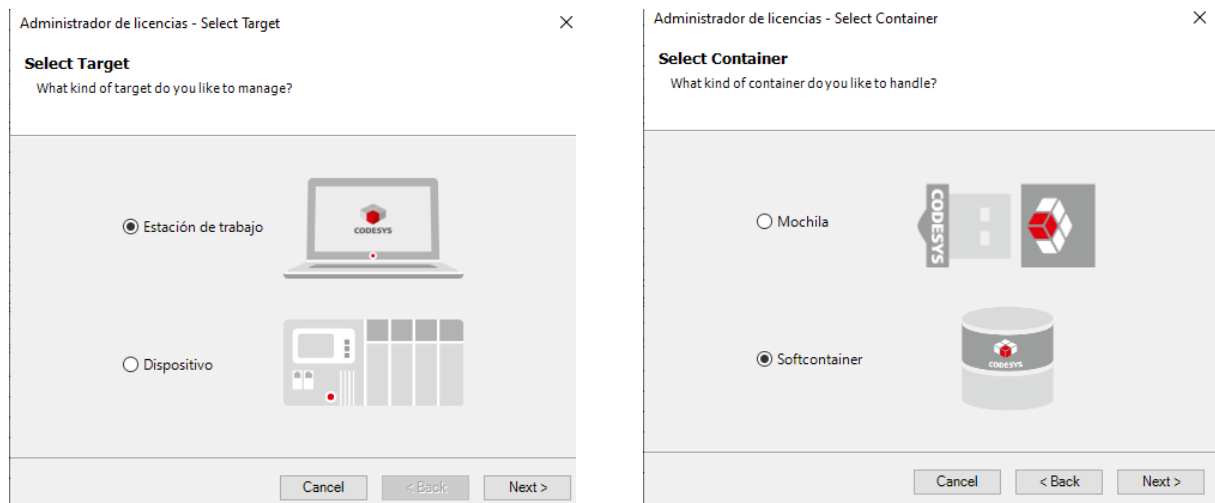 Administrador de licencias - Select Target
Select Target
What kind of target do you like to manage?
Estación de trabajo
CODESYS
Dispositivo
Cancel
< Back
Next >
Administrador de licencias - Select Container
Select Container
What kind of container do you like to handle?
Mochila
CODESYS
Softcontainer
CODESYS
Cancel
< Back
Next >